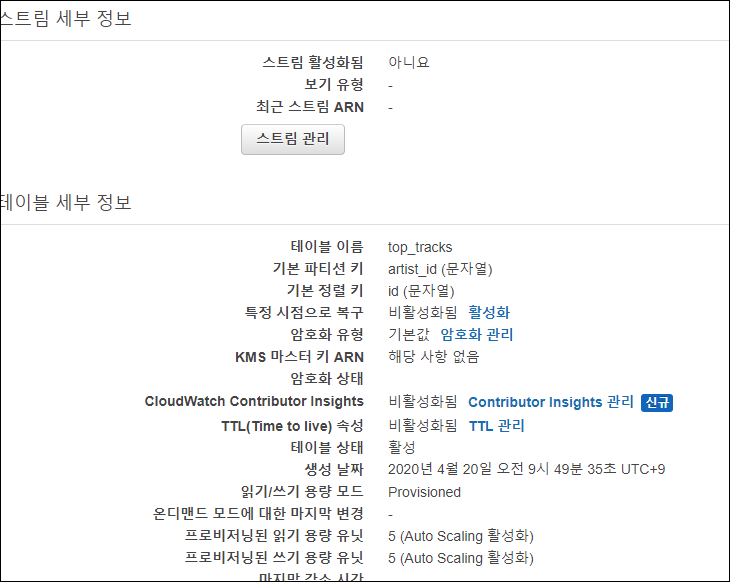 스트림 세부 정보
스트림 활성화됨 아니요
보기 유형 -
최근 스트림 ARN -
스트림 관리
테이블 세부 정보
테이블 이름 top_tracks
기본 파티션 키 artist_id (문자열)
기본 정렬 키 id (문자열)
특정 시점으로 복구 비활성화됨 활성화
암호화 유형 기본값 암호화 관리
KMS 마스터 키 ARN 해당 사항 없음
암호화 상태
CloudWatch Contributor Insights 비활성화됨 Contributor Insights 관리 신규
TTL(Time to live) 속성 비활성화됨 TTL 관리
테이블 상태 활성
생성 날짜 2020년 4월 20일 오전 9시 49분 35초 UTC+9
읽기/쓰기 용량 모드 Provisioned
온디맨드 모드에 대한 마지막 변경 -
프로비저닝된 읽기 용량 유닛 5 (Auto Scaling 활성화)
프로비저닝된 쓰기 용량 유닛 5 (Auto Scaling 활성화)
마지막 감소 시간